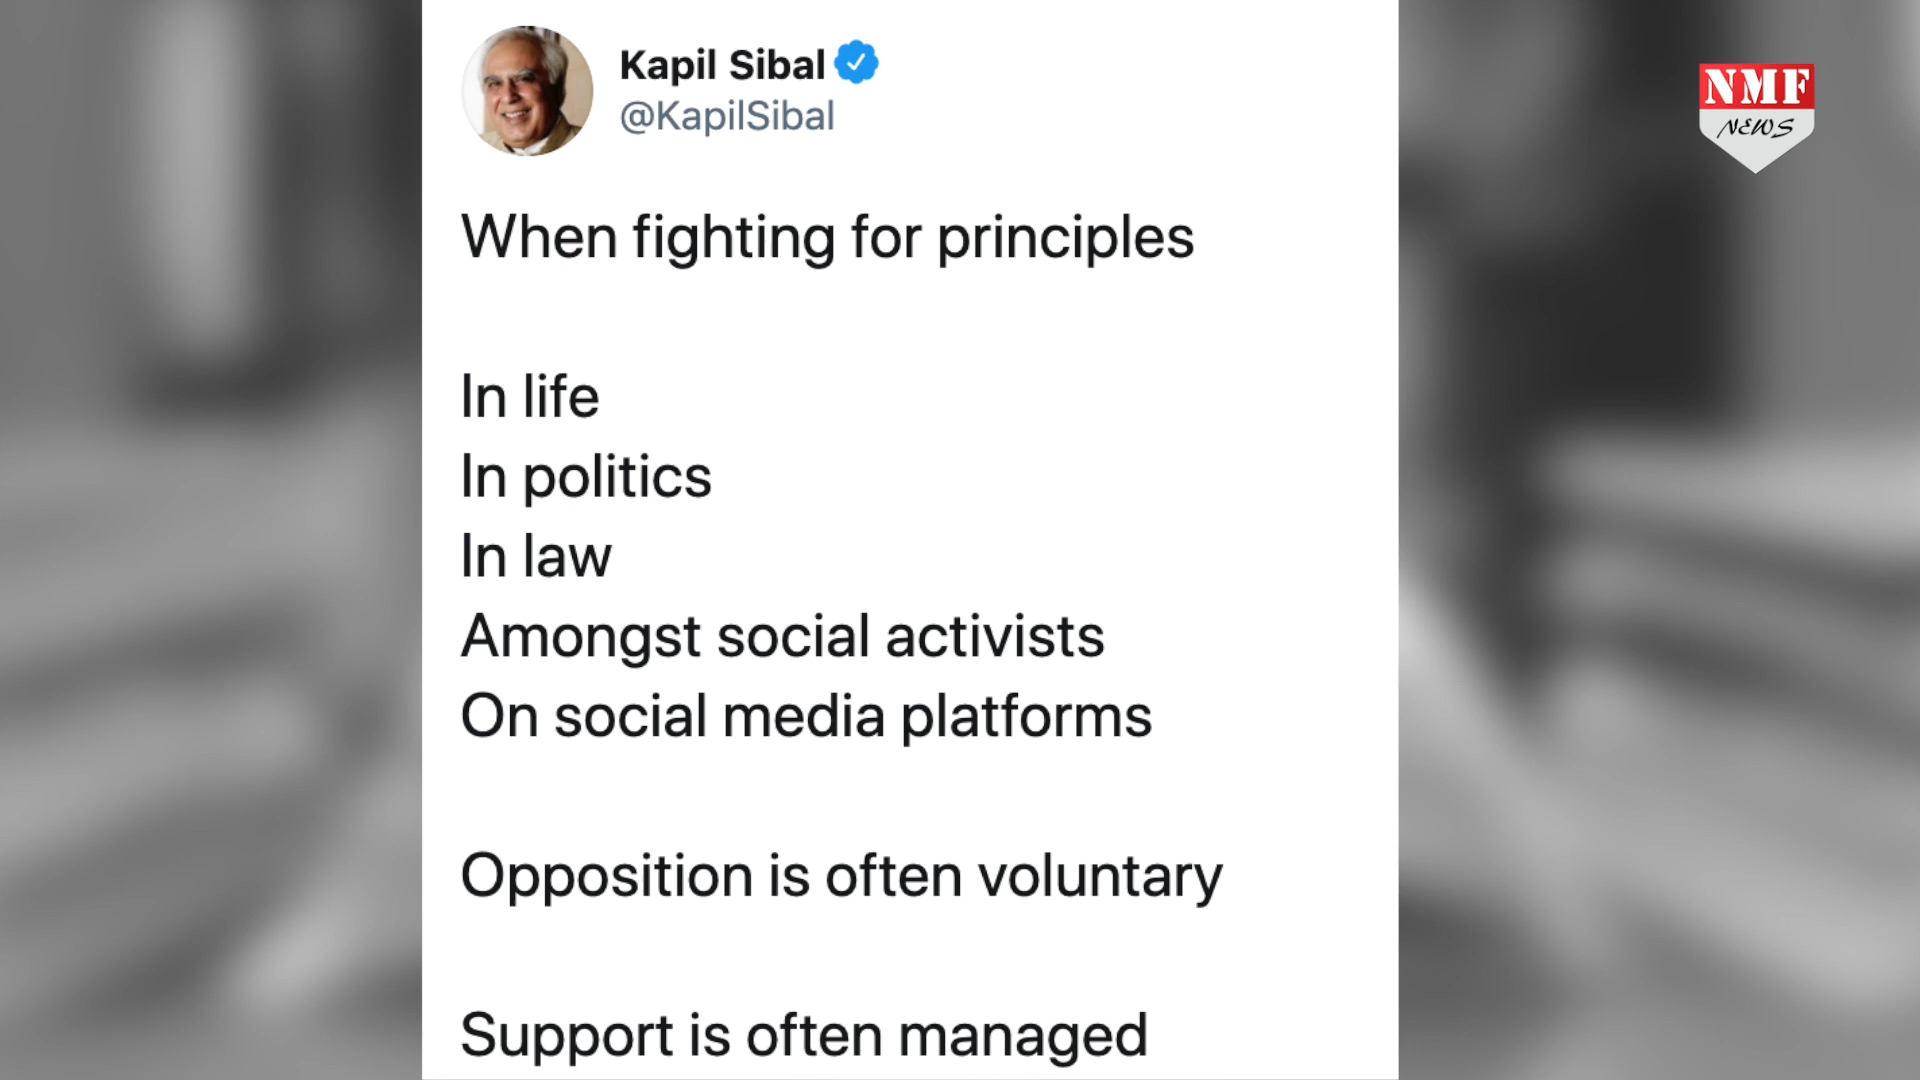 Kapil Sibal
@KapilSibal
NMF
NEWS
When fighting for principles
In life
In politics
In law
Amongst social activists
On social media platforms
Opposition is often voluntary
Support is often managed